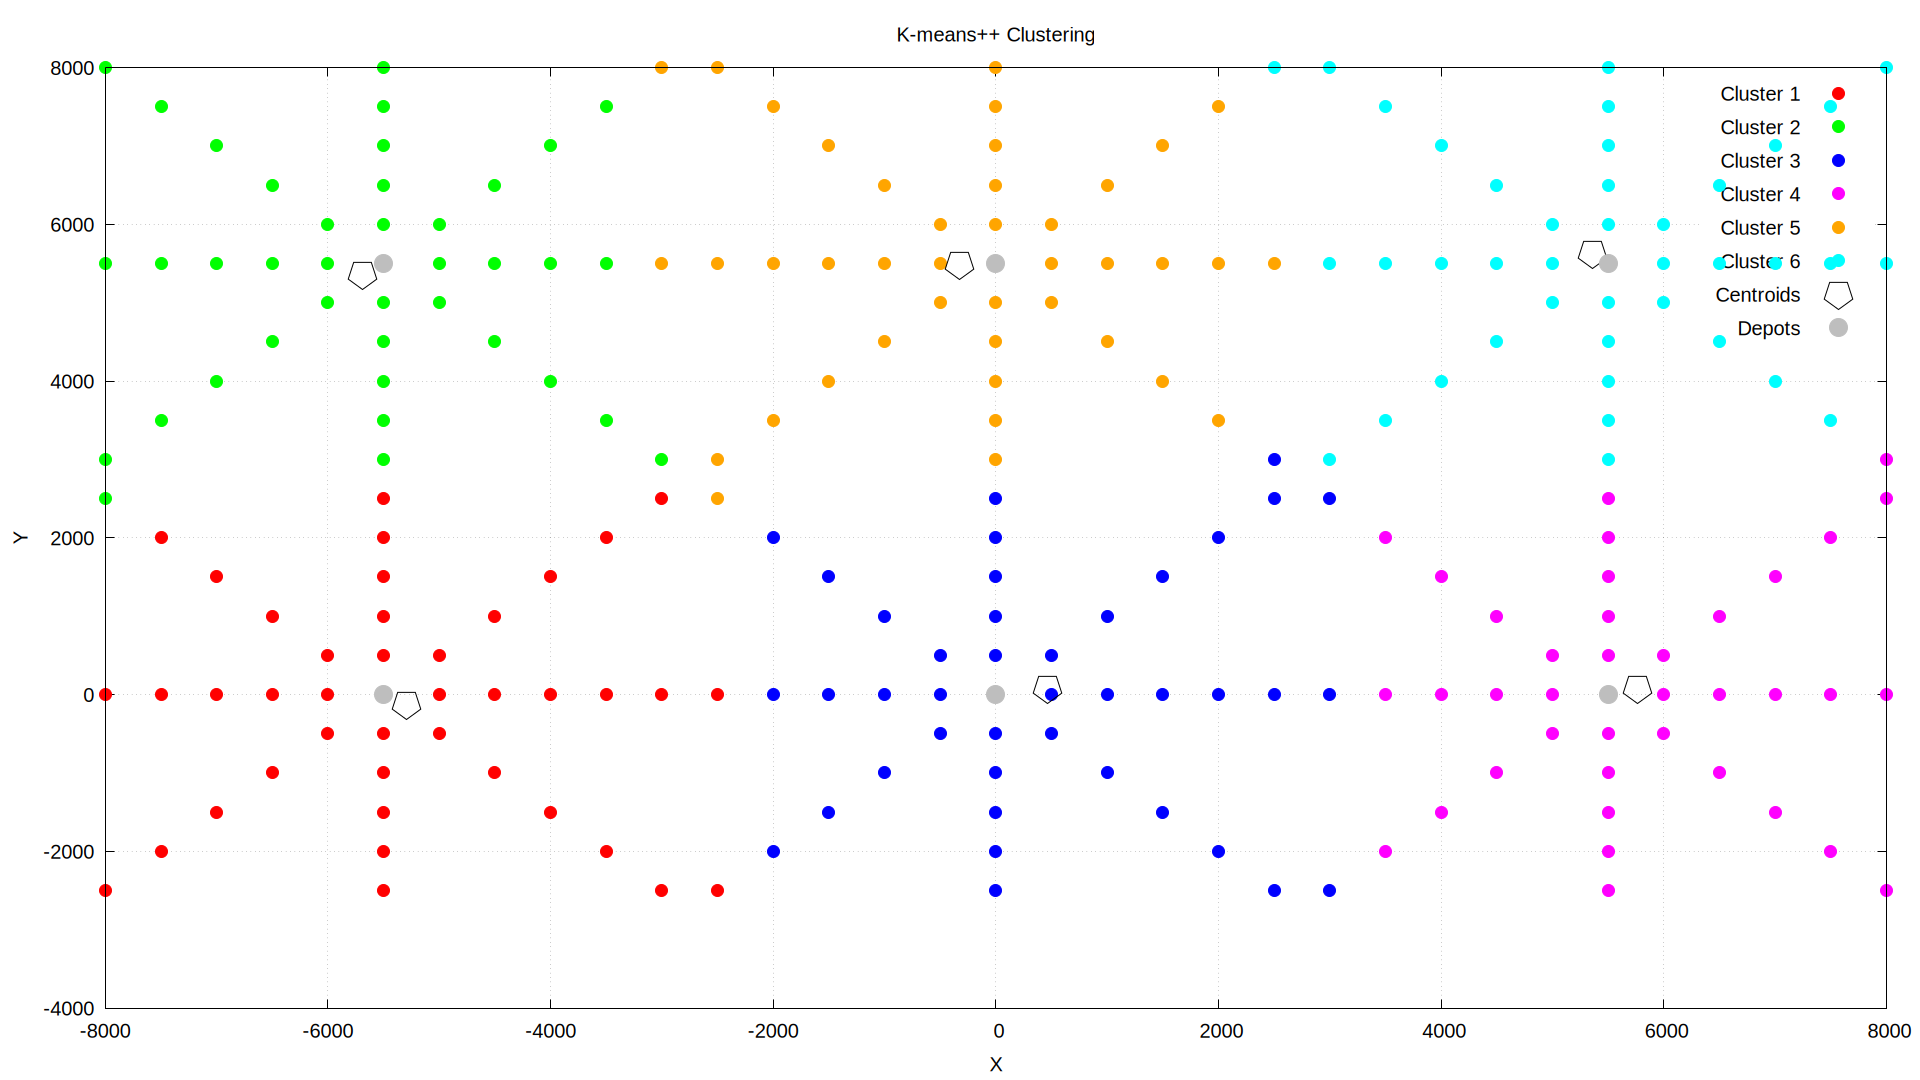 K-means++ Clustering
8000
6000
4000
2000
0
-2000
-4000
Y
Cluster 1
Cluster 2
Cluster 3
Cluster 4
Cluster 5
Cluster 6
Centroids
Depots
-8000 -6000 -4000 -2000 0 2000 4000 6000 8000
X